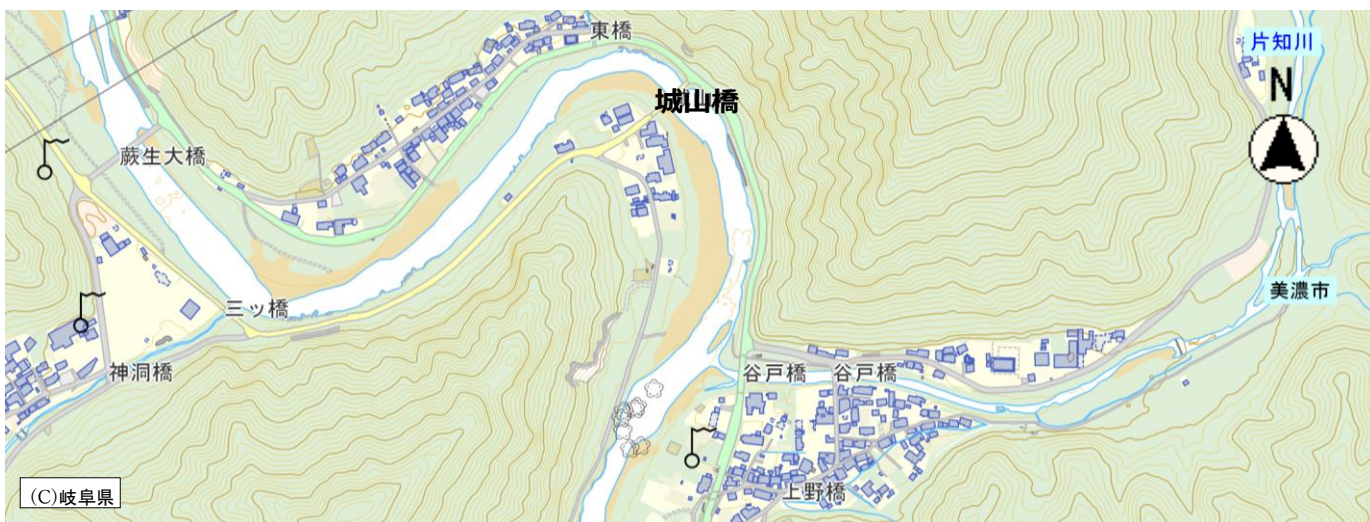 東橋
片知川
N
城山橋
蕨生大橋
美濃市
三ッ橋
神洞橋
谷戸橋
谷戸橋
上野橋
(C)岐阜県